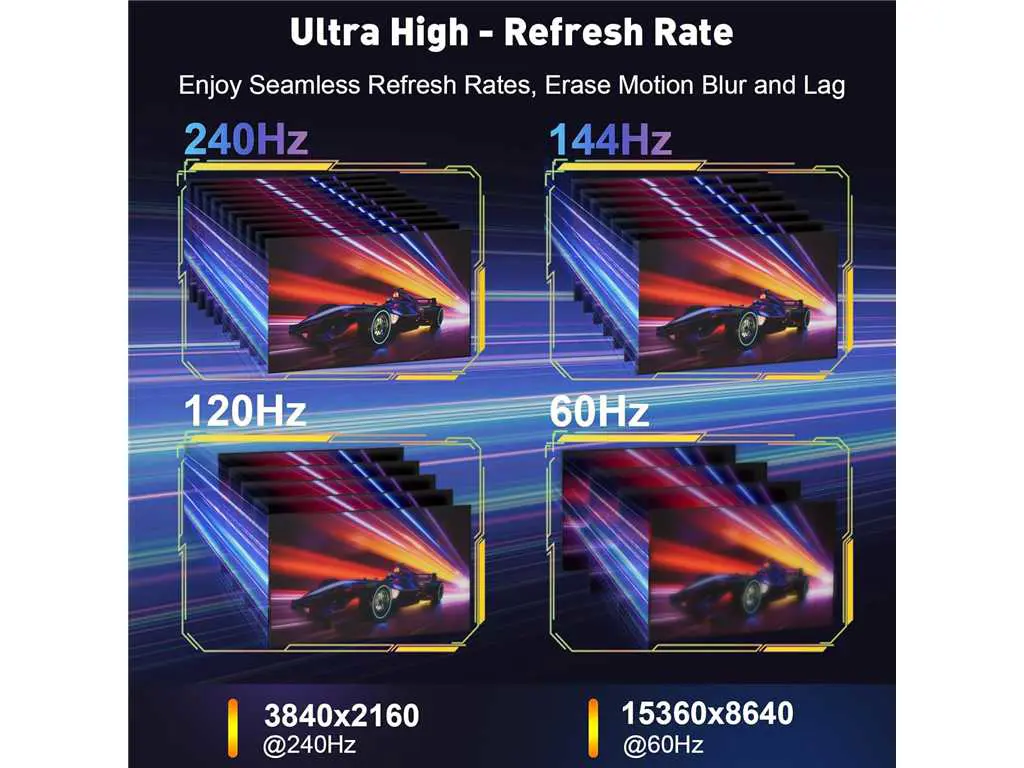 Ultra High - Refresh Rate
Enjoy Seamless Refresh Rates, Erase Motion Blur and Lag
240Hz
144Hz
120Hz
60Hz
3840x2160
@240Hz
15360x8640
@60Hz